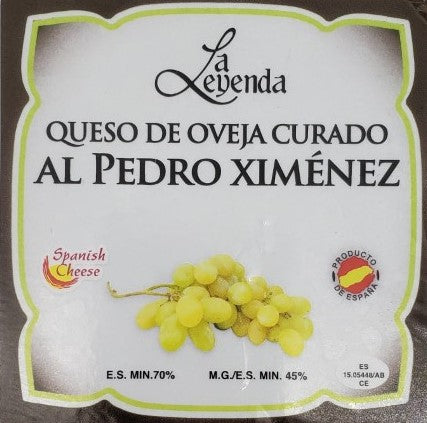 La
Leyenda
QUESO DE OVEJA CURADO
AL PEDRO XIMÉNEZ
Spanish
Cheese
PRODUCTO
DE ESPAÑA
E.S. MIN.70%
M.G./E.S. MIN. 45%
ES
15.05448/AB
CE